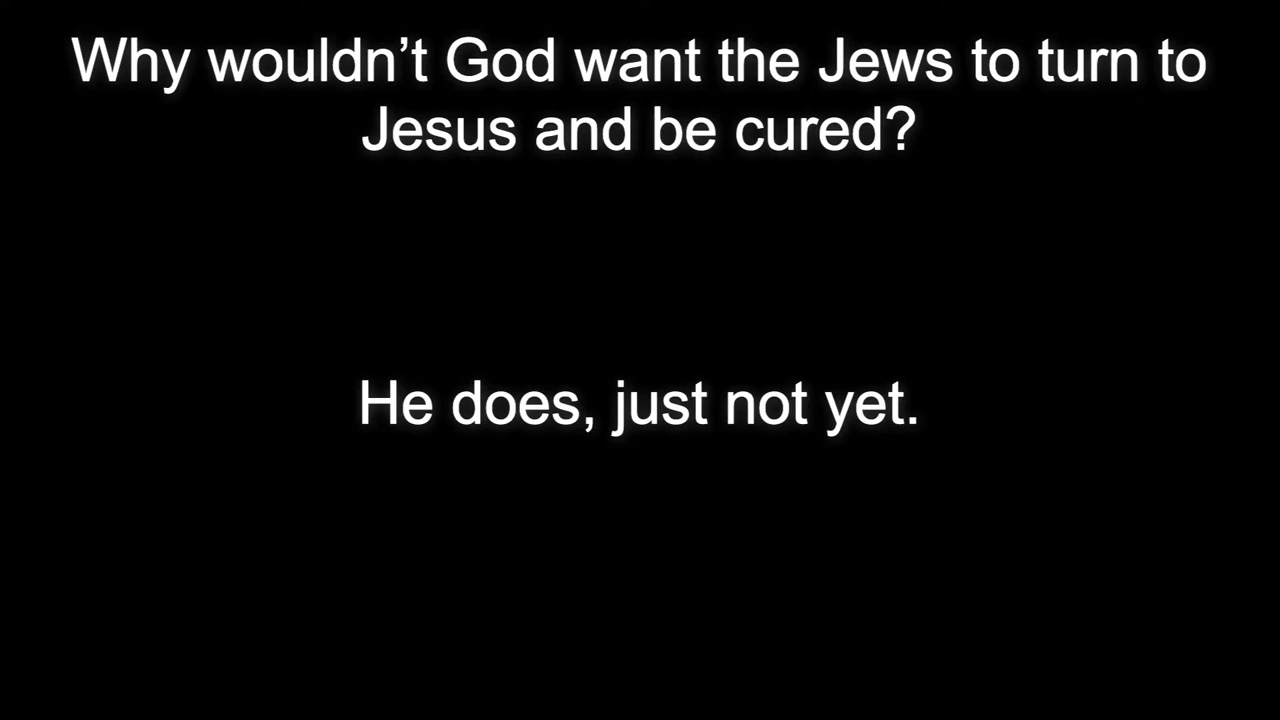 Why wouldn’t God want the Jews to turn to
Jesus and be cured?
He does, just not yet.